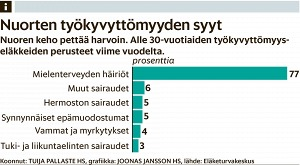 i
Nuorten työkyvyttömyyden syyt
Nuoren keho pettää harvoin. Alle 30-vuotiaiden työkyvyttömyys-
eläkkeiden perusteet viime vuodelta.
prosenttia
Mielenterveyden häiriöt 77
Muut sairaudet 6
Hermoston sairaudet 5
Synnynnäiset epämuodostumat 5
Vammat ja myrkytykset 4
Tuki- ja liikuntaelinten sairaudet 3
Koonnut: TUIJA PALLASTE HS, grafiikka: JOONAS JANSSON HS, lähde: Eläketurvakeskus